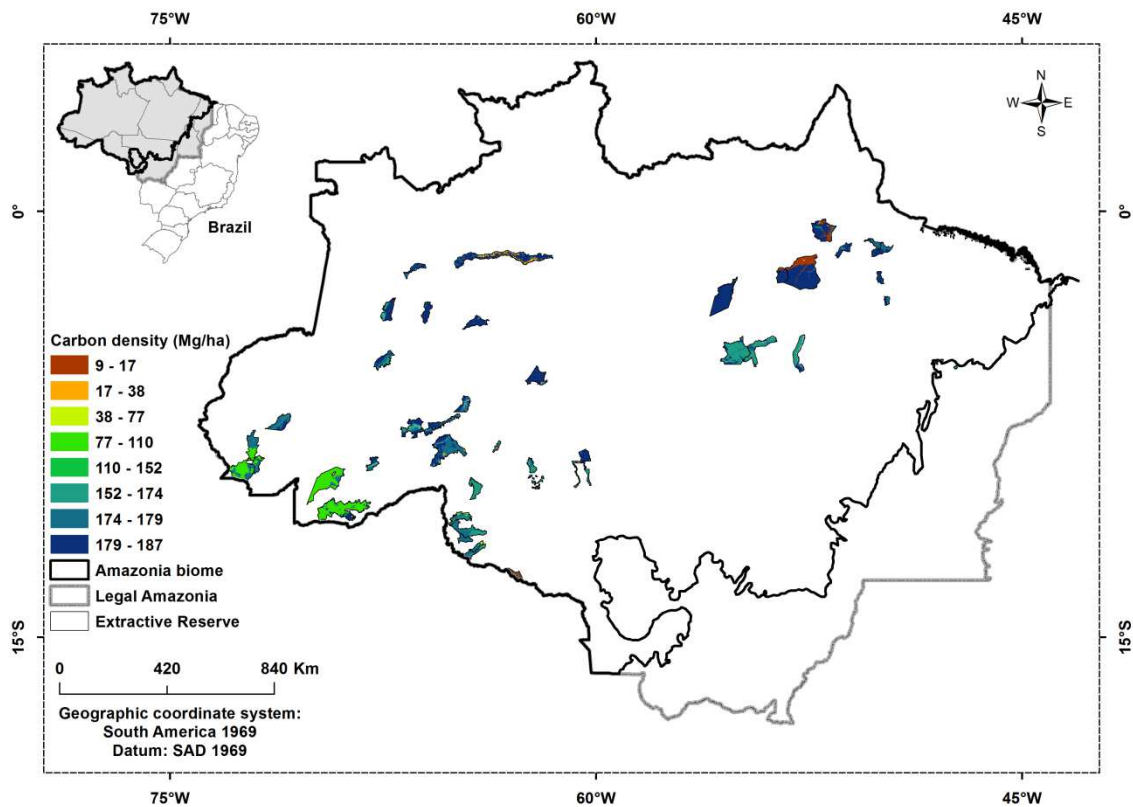 75°W 60°W 45°W
N
W E
S
Brazil
0° 0°
Carbon density (Mg/ha)
9 - 17
17 - 38
38 - 77
77 - 110
110 - 152
152 - 174
174 - 179
179 - 187
Amazonia biome
Legal Amazonia
Extractive Reserve
15°S 15°S
0 420 840 Km
Geographic coordinate system:
South America 1969
Datum: SAD 1969
75°W 60°W 45°W